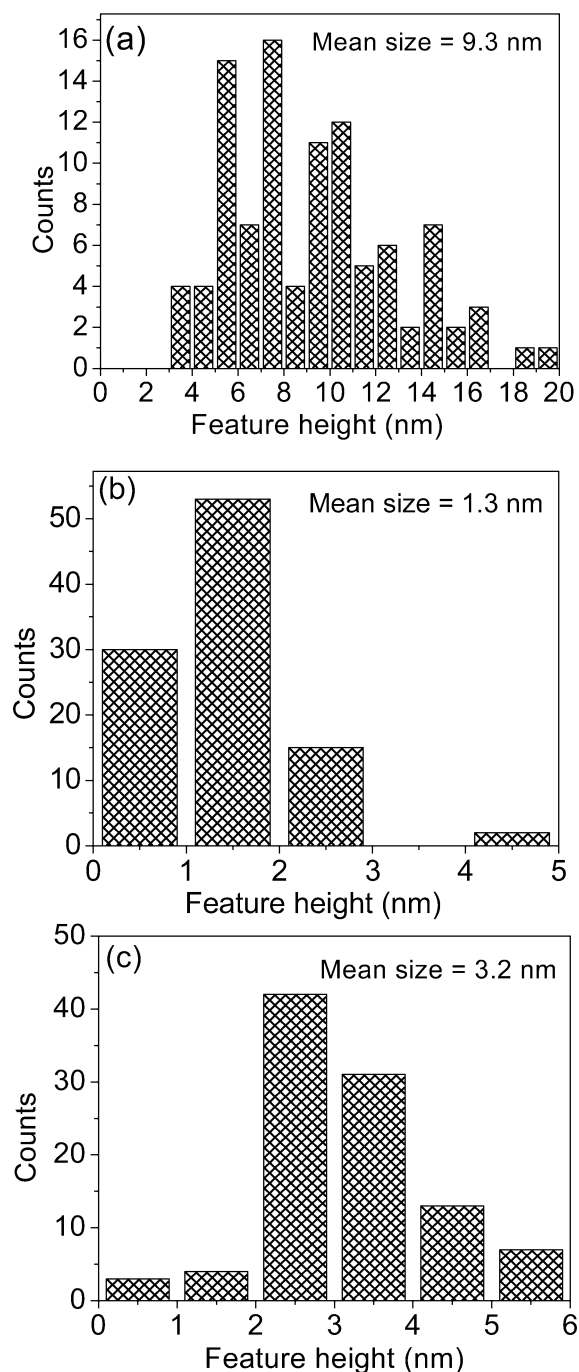 (a) Mean size = 9.3 nm
16
14
12
10
8
6
4
2
0
Counts
0 2 4 6 8 10 12 14 16 18 20
Feature height (nm)
(b) Mean size = 1.3 nm
50
40
30
20
10
0
Counts
0 1 2 3 4 5
Feature height (nm)
(c) Mean size = 3.2 nm
50
40
30
20
10
0
Counts
0 1 2 3 4 5 6
Feature height (nm)